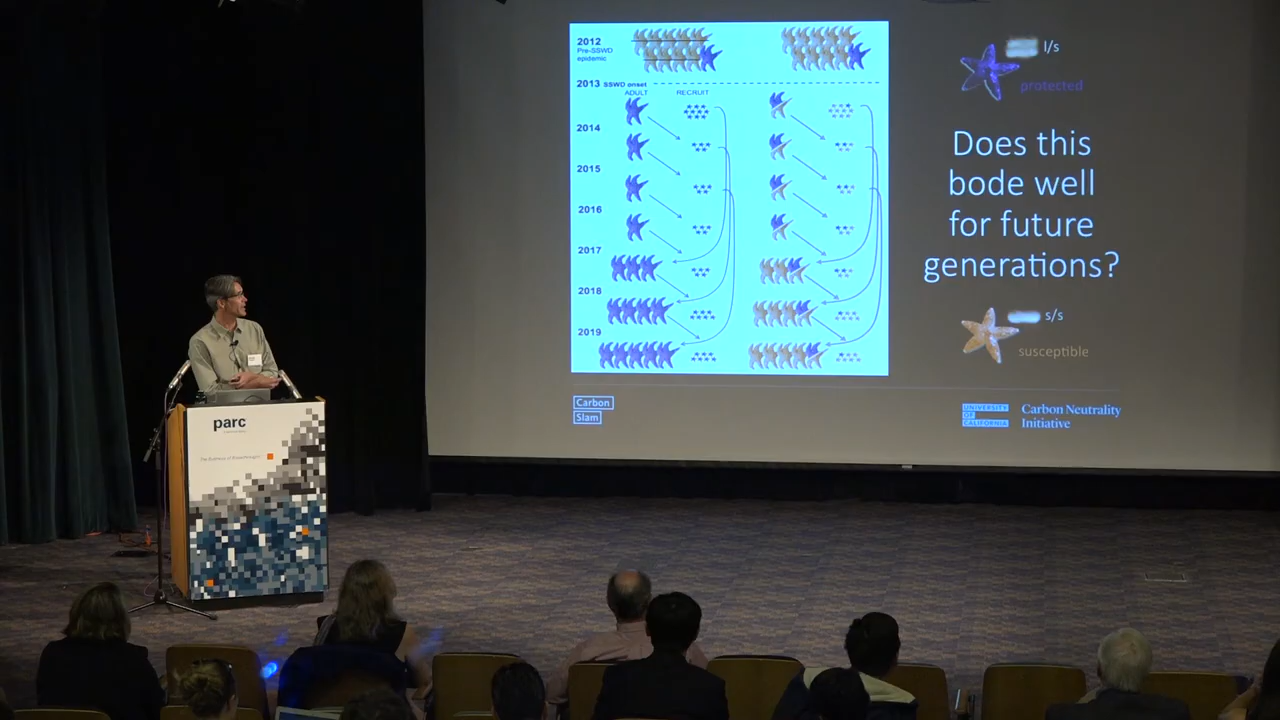 2012
Pre-SSWD
epidemic
2013 SSWD onset
ADULT RECRUIT
2014
2015
2016
2017
2018
2019
l/s
protected
Does this
bode well
for future
generations?
s/s
susceptible
Carbon
Slam
UNIVERSITY
OF
CALIFORNIA
Carbon Neutrality
Initiative
parc